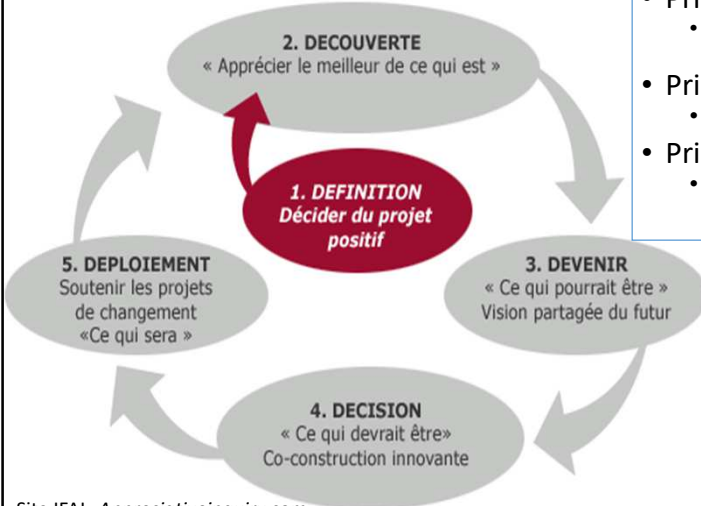 2. DECOUVERTE
« Apprécier le meilleur de ce qui est »
1. DEFINITION
Décider du projet
positif
5. DEPLOIEMENT
Soutenir les projets
de changement
«Ce qui sera »
3. DEVENIR
« Ce qui pourrait être »
Vision partagée du futur
4. DECISION
« Ce qui devrait être»
Co-construction innovante